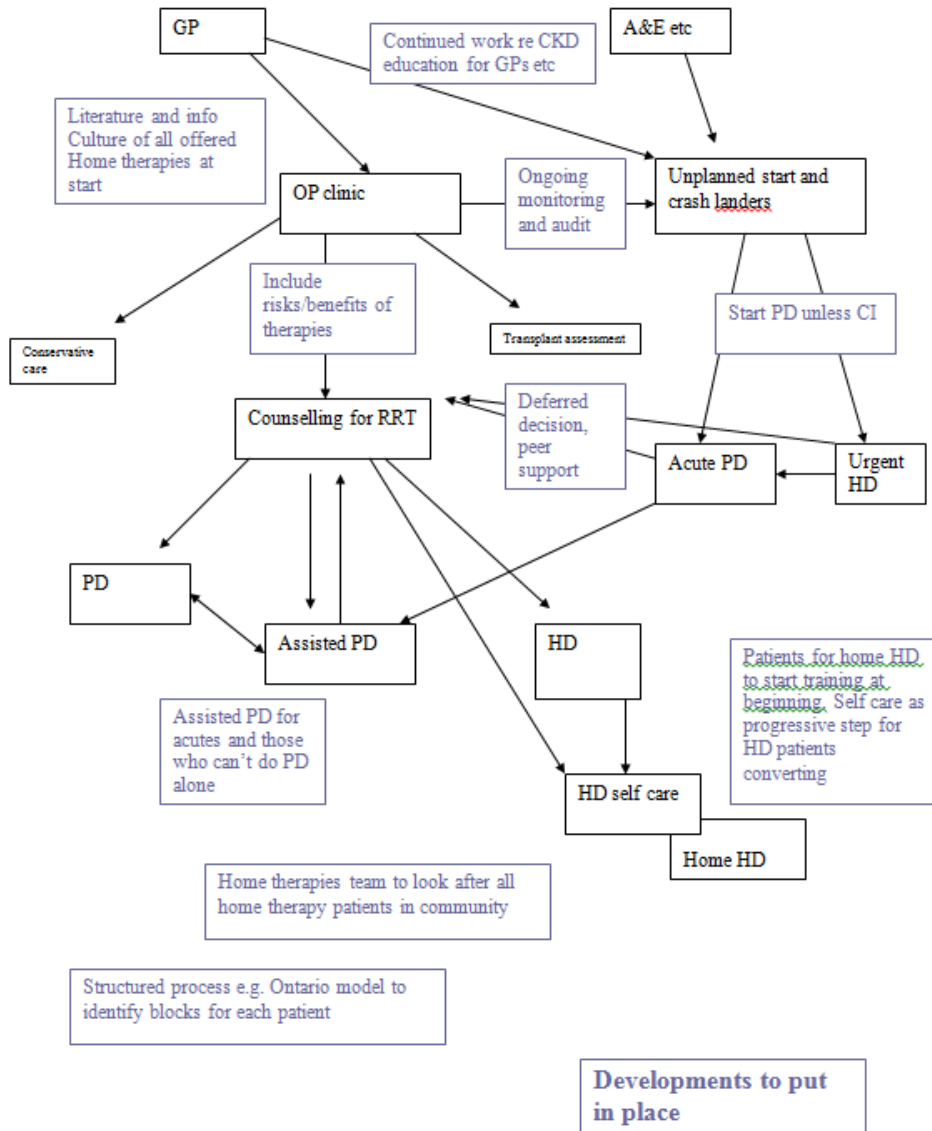 GP
Continued work re CKD
education for GPs etc
A&E etc
Literature and info
Culture of all offered
Home therapies at
start
OP clinic
Ongoing
monitoring
and audit
Unplanned start and
crash landers
Include
risks/benefits of
therapies
Start PD unless CI
Conservative
care
Transplant assessment
Counselling for RRT
Deferred
decision,
peer
support
Acute PD
Urgent
HD
PD
Assisted PD
HD
Patients for home HD
to start training at
beginning. Self care as
progressive step for
HD patients
converting
Assisted PD for
acutes and those
who can't do PD
alone
HD self care
Home HD
Home therapies team to look after all
home therapy patients in community
Structured process e.g. Ontario model to
identify blocks for each patient
Developments to put
in place